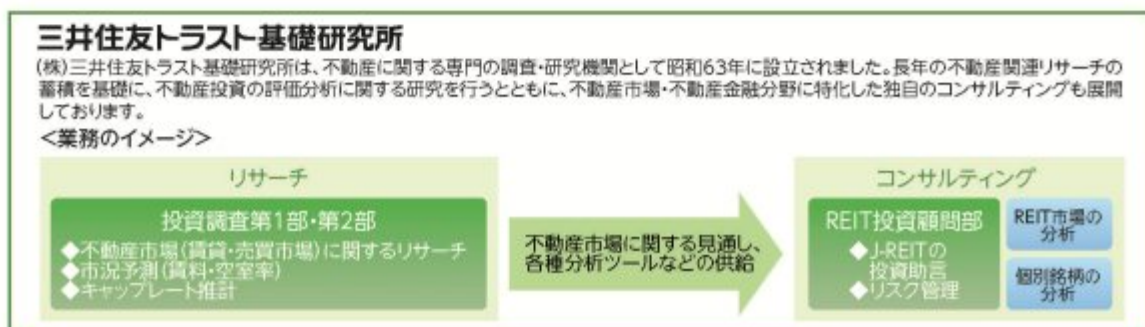 三井住友トラスト基礎研究所
(株)三井住友トラスト基礎研究所は、不動産に関する専門の調査・研究機関として昭和63年に設立されました。長年の不動産関連リサーチの
蓄積を基礎に、不動産投資の評価分析に関する研究を行うとともに、不動産市場・不動産金融分野に特化した独自のコンサルティングも展開
しております。
<業務のイメージ>
リサーチ
投資調査第1部・第2部
◆不動産市場(賃貸・売買市場)に関するリサーチ
◆市況予測(賃料・空室率)
◆キャップレート推計
不動産市場に関する見通し、
各種分析ツールなどの供給
コンサルティング
REIT投資顧問部
◆J-REITの
投資助言
◆リスク管理
REIT市場の
分析
個別銘柄の
分析